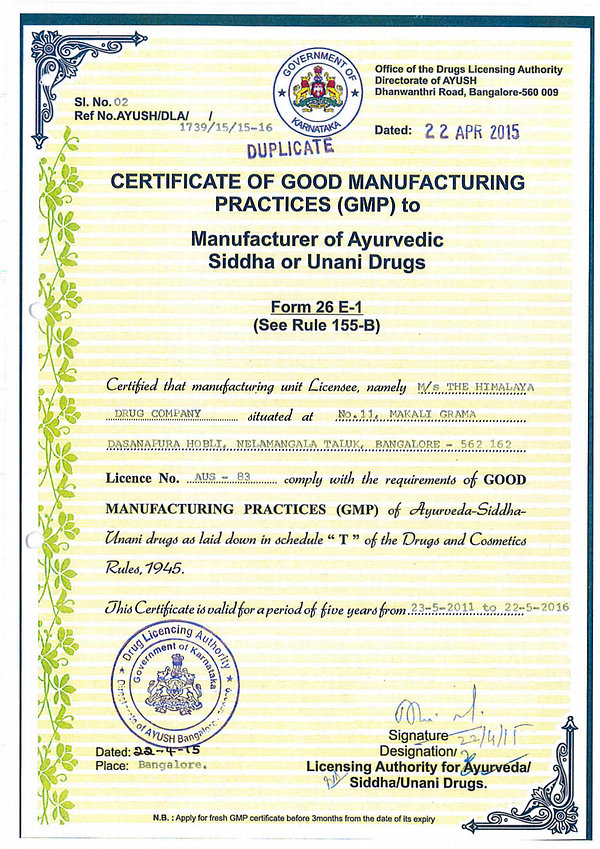 Sl. No. 02
Ref No.AYUSH/DLA/ /
1739/15/15-16
GOVERNMENT OF
KARNATAKA
Office of the Drugs Licensing Authority
Directorate of AYUSH
Dhanwanthri Road, Bangalore-560 009
Dated: 22 APR 2015
DUPLICATE
CERTIFICATE OF GOOD MANUFACTURING
PRACTICES (GMP) to
Manufacturer of Ayurvedic
Siddha or Unani Drugs
Form 26 E-1
(See Rule 155-B)
Certified that manufacturing unit Licensee, namely M/s THE HIMALAYA
DRUG COMPANY situated at No.11, MAKALI GRAMA
DASANAPURA HOBLI, NELAMANGALA TALUK, BANGALORE - 562 162
Licence No. AUS - 83 comply with the requirements of GOOD
MANUFACTURING PRACTICES (GMP) of Ayurveda-Siddha-
Unani drugs as laid down in schedule “ T ” of the Drugs and Cosmetics
Rules, 1945.
This Certificate is valid for a period of five years from 23-5-2011 to 22-5-2016
Drug Licencing Authority
Government of Karnataka
Directorate of AYUSH Bangalore
Signature 22/4/15
Dated: 22-4-15
Designation/
Place: Bangalore.
Licensing Authority for Ayurveda/
Siddha/Unani Drugs.
N.B. : Apply for fresh GMP certificate before 3months from the date of its expiry